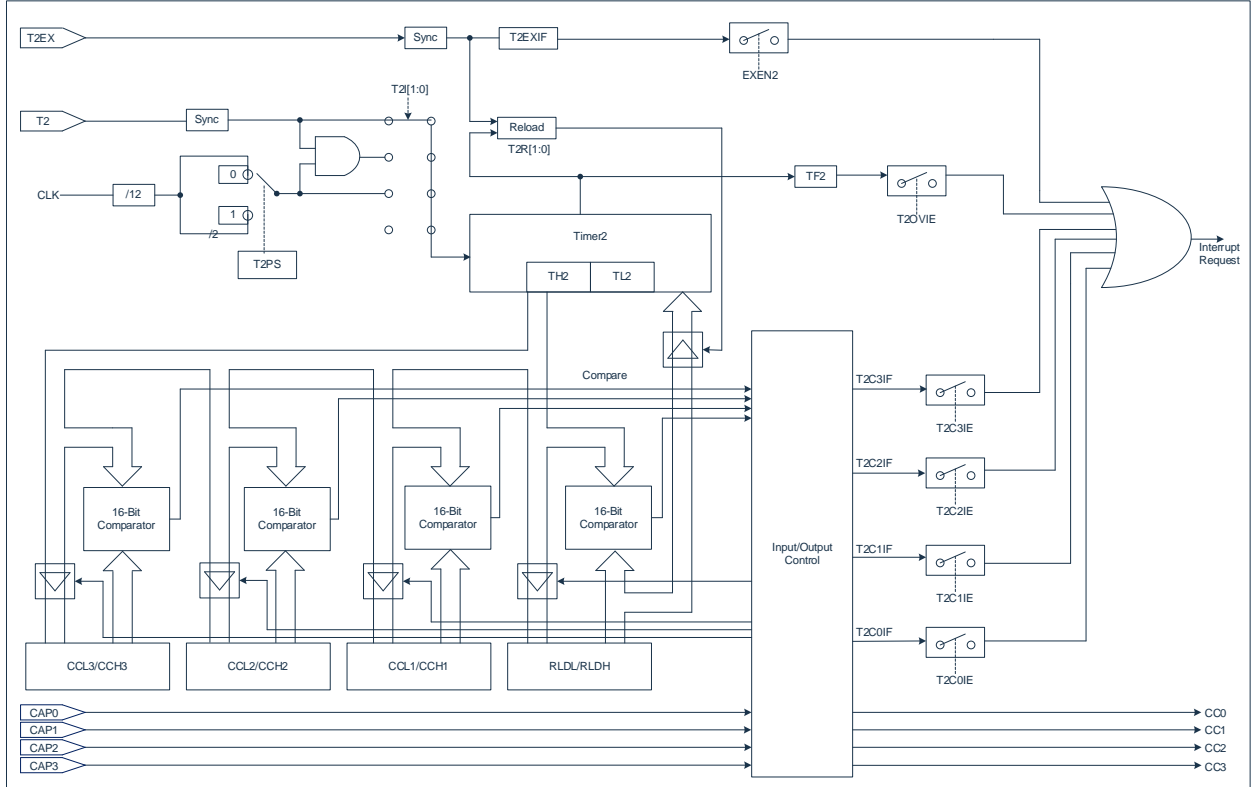 T2EX
Sync
T2EXIF
EXEN2
T2I[1:0]
T2
Sync
Reload
T2R[1:0]
0
CLK
/12
TF2
1
/2
T2OVIE
Timer2
T2PS
TH2
TL2
Interrupt
Request
Compare
T2C3IF
T2C3IE
T2C2IF
16-Bit
Comparator
16-Bit
Comparator
16-Bit
Comparator
16-Bit
Comparator
T2C2IE
Input/Output
Control
T2C1IF
T2C1IE
T2C0IF
CCL3/CCH3
CCL2/CCH2
CCL1/CCH1
RLDL/RLDH
T2C0IE
CAP0
CC0
CAP1
CC1
CAP2
CC2
CAP3
CC3